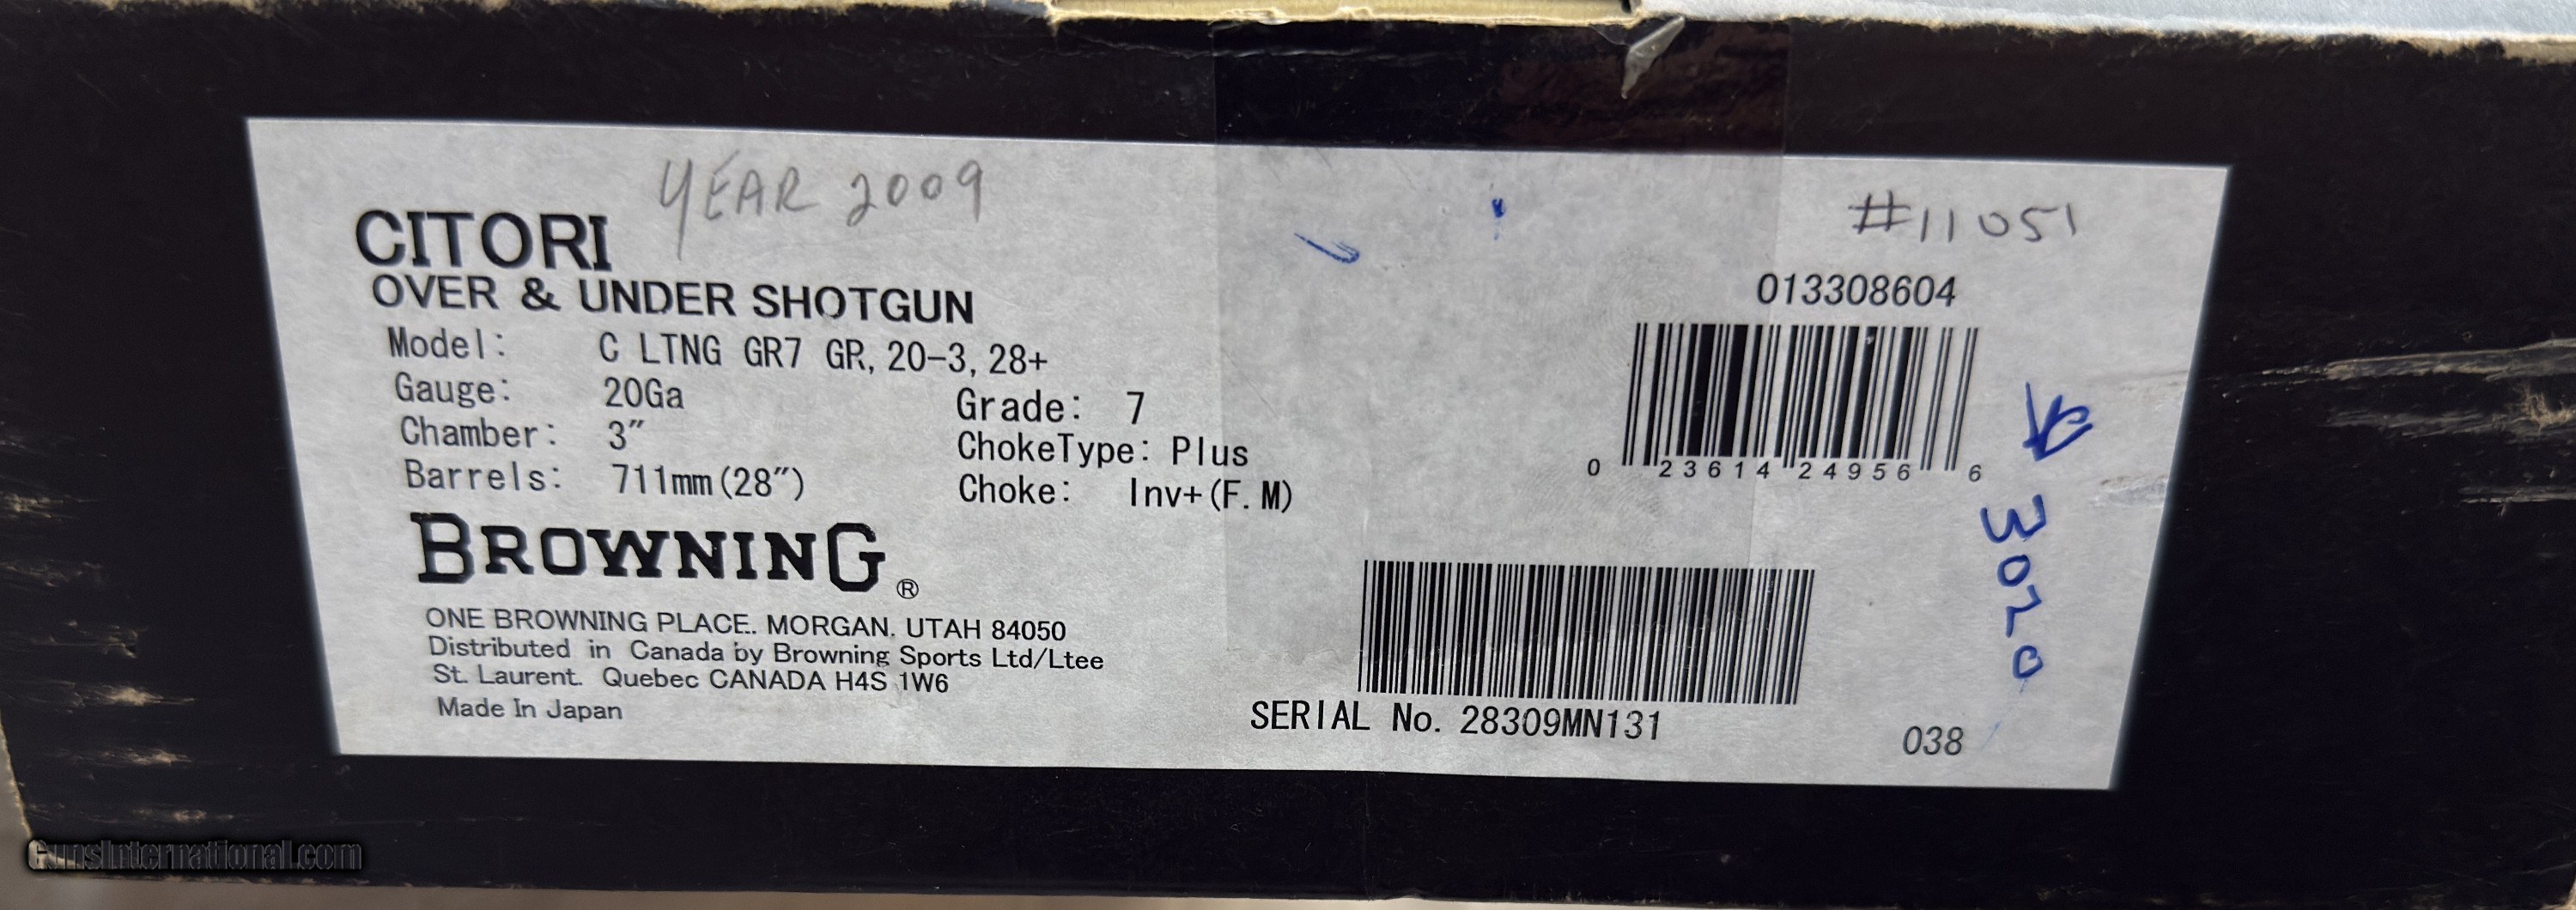 YEAR 2009
#11051
CITORI
OVER & UNDER SHOTGUN
013308604
Model: C LTNG GR7 GR, 20-3, 28+
Gauge: 20Ga
Grade: 7
Chamber: 3"
ChokeType: Plus
Barrels: 711mm(28")
Choke: Inv+(F.M)
0 23614 24956 6
3020
BROWNING®
ONE BROWNING PLACE. MORGAN. UTAH 84050
Distributed in Canada by Browning Sports Ltd/Ltee
St. Laurent. Quebec CANADA H4S 1W6
Made In Japan
SERIAL No. 28309MN131
038
GunsInternational.com